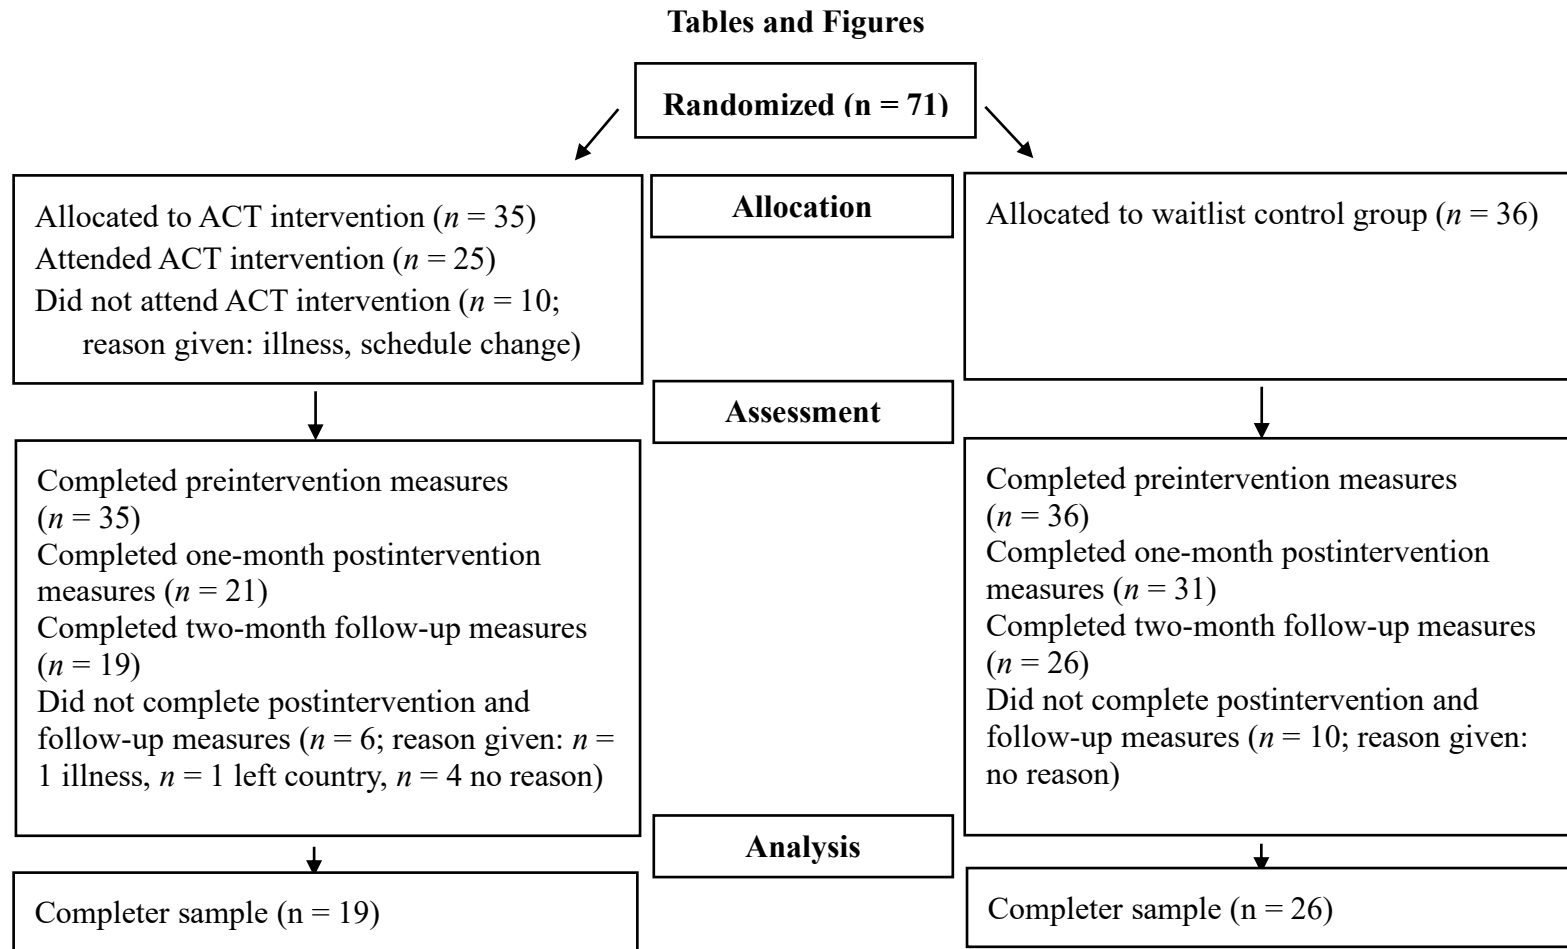 Tables and Figures
Randomized (n = 71)
Allocated to ACT intervention (n = 35)
Attended ACT intervention (n = 25)
Did not attend ACT intervention (n = 10;
reason given: illness, schedule change)
Allocation
Allocated to waitlist control group (n = 36)
Assessment
Completed preintervention measures
(n = 35)
Completed one-month postintervention
measures (n = 21)
Completed two-month follow-up measures
(n = 19)
Did not complete postintervention and
follow-up measures (n = 6; reason given: n =
1 illness, n = 1 left country, n = 4 no reason)
Completed preintervention measures
(n = 36)
Completed one-month postintervention
measures (n = 31)
Completed two-month follow-up measures
(n = 26)
Did not complete postintervention and
follow-up measures (n = 10; reason given:
no reason)
Analysis
Completer sample (n = 19)
Completer sample (n = 26)